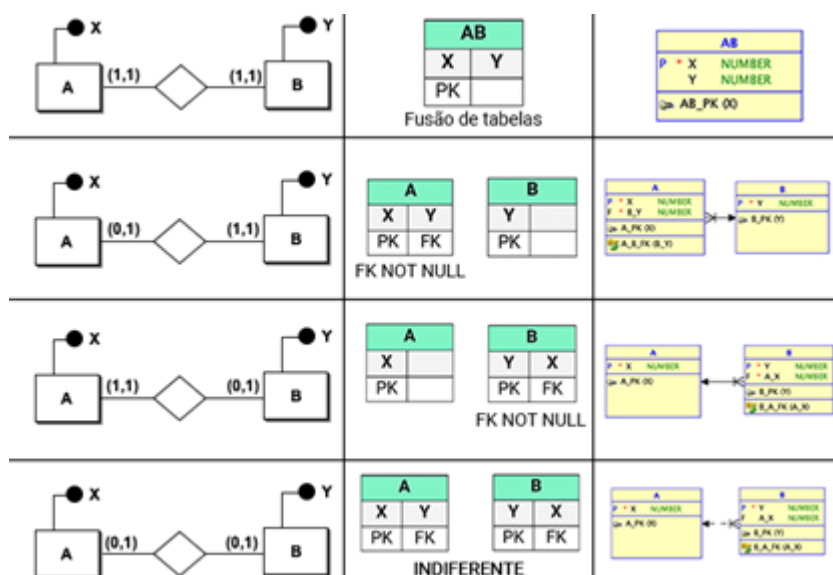 X Y
(1,1) (1,1)
A B
AB
X Y
PK
Fusão de tabelas
AB
P * X NUMBER
Y NUMBER
AB_PK (X)
X Y
(0,1) (1,1)
A B
A
X Y
PK FK
FK NOT NULL
B
Y
PK
A
P * X NUMBER
F * B_Y NUMBER
A_PK (X)
A_B_FK (B_Y)
B
P * Y NUMBER
B_PK (Y)
X Y
(1,1) (0,1)
A B
A
X
PK
B
Y X
PK FK
FK NOT NULL
A
P * X NUMBER
A_PK (X)
B
P * Y NUMBER
F * A_X NUMBER
B_PK (Y)
B_A_FK (A_X)
X Y
(0,1) (0,1)
A B
A
X Y
PK FK
B
Y X
PK FK
INDIFERENTE
A
P * X NUMBER
A_PK (X)
B
P * Y NUMBER
F A_X NUMBER
B_PK (Y)
B_A_FK (A_X)